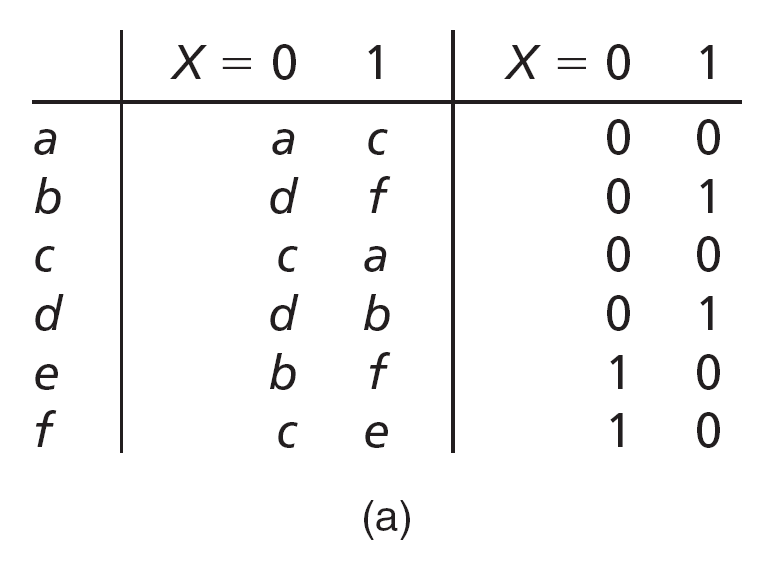 X = 0 1 X = 0 1
a a c 0 0
b d f 0 1
c c a 0 0
d d b 0 1
e b f 1 0
f c e 1 0
(a)